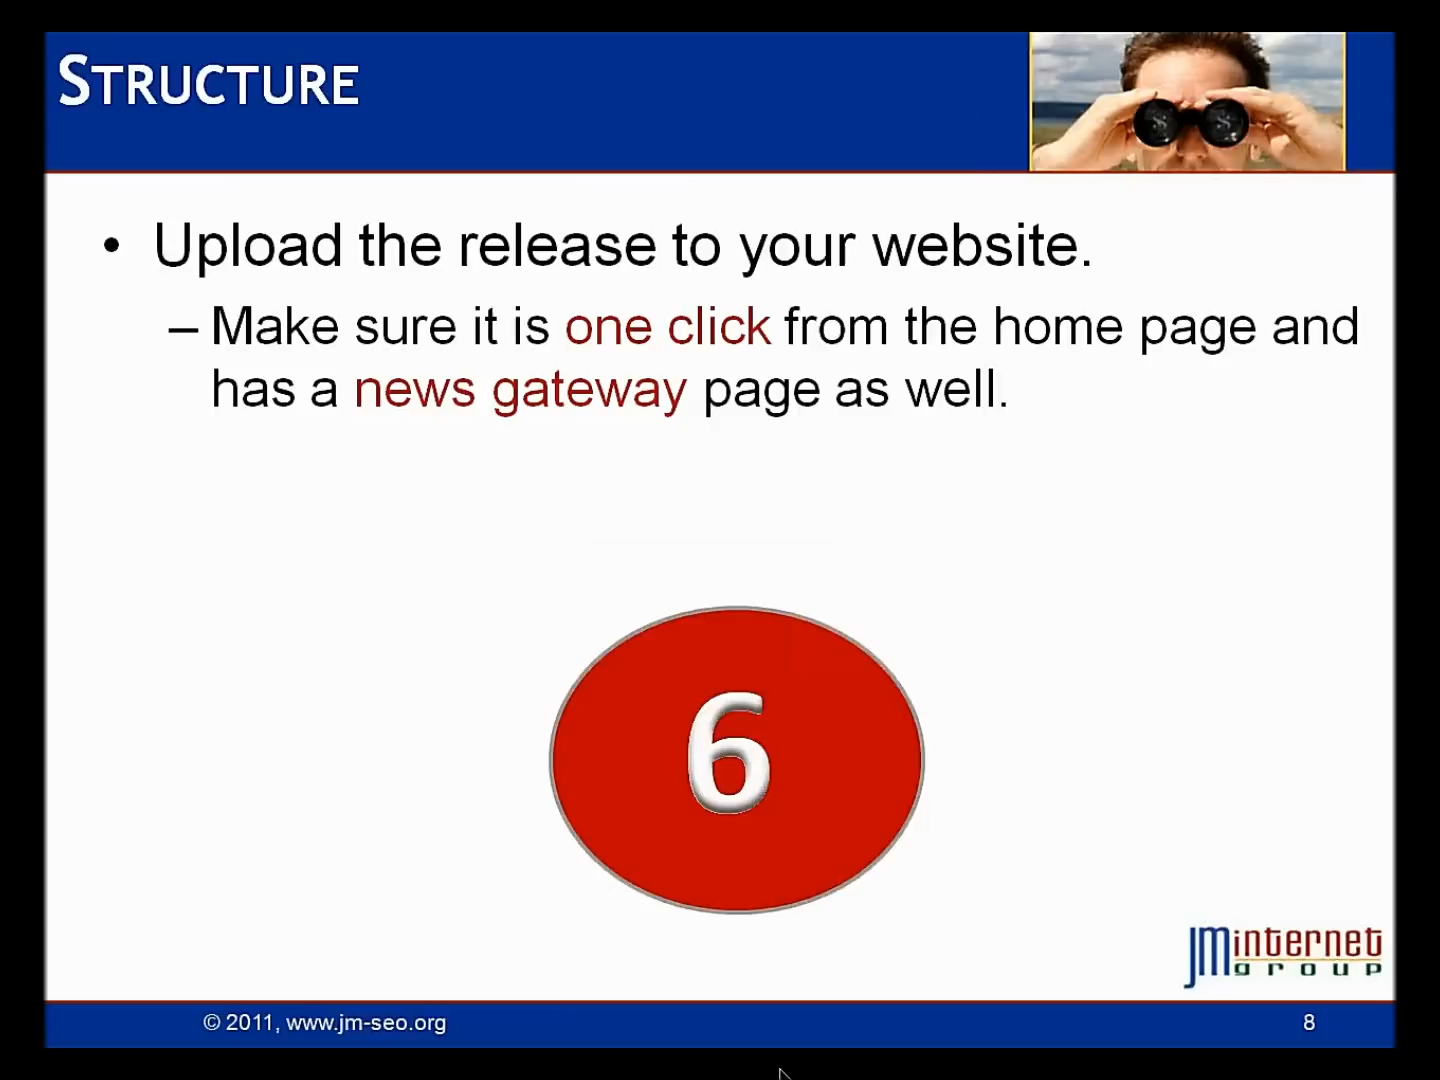 STRUCTURE
• Upload the release to your website.
– Make sure it is one click from the home page and
has a news gateway page as well.
6
JMinternet
group
© 2011, www.jm-seo.org
8